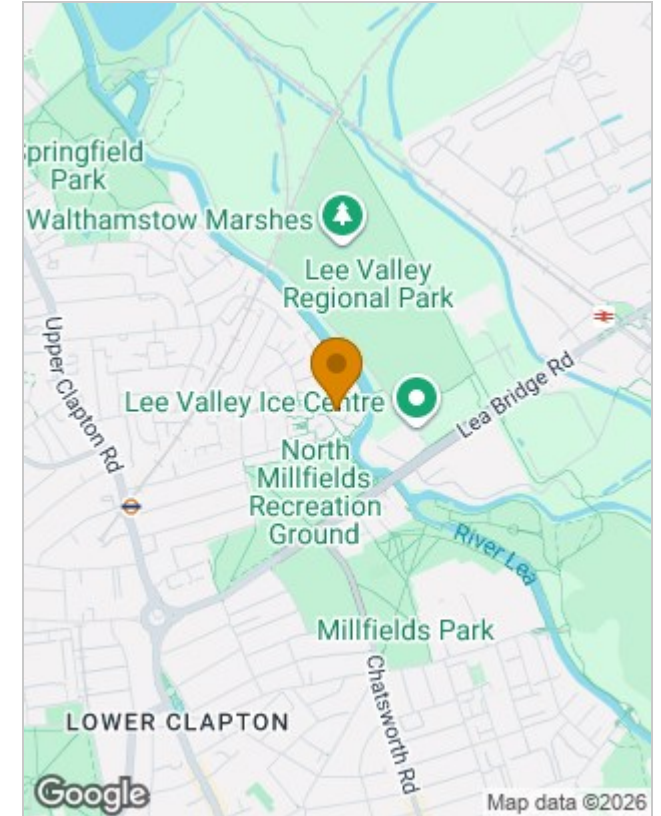 pringfield
Park
Walthamstow Marshes
Lee Valley
Regional Park
Upper Clapton Rd
Lee Valley Ice Centre
Lea Bridge Rd
North
Millfields
Recreation
Ground
River Lea
Millfields Park
Chatsworth Rd
LOWER CLAPTON
Google
Map data ©2026